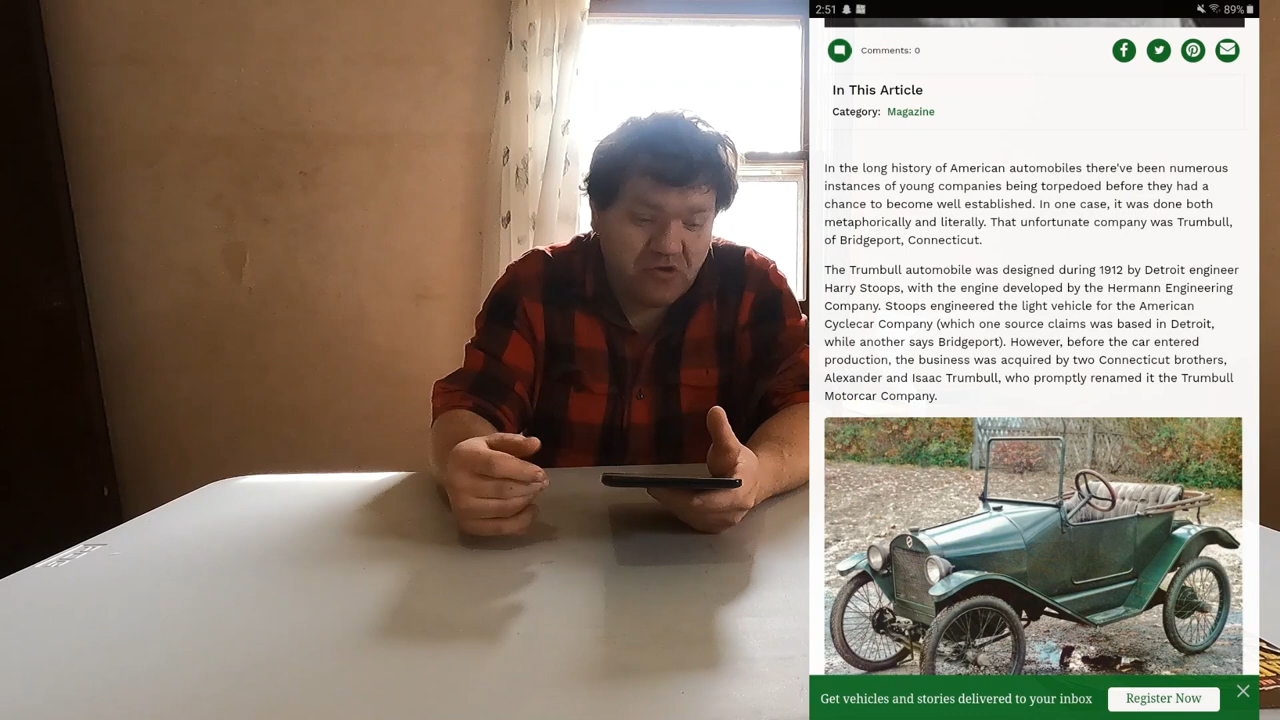 2:51
89%
Comments: 0
In This Article
Category: Magazine
In the long history of American automobiles there've been numerous
instances of young companies being torpedoed before they had a
chance to become well established. In one case, it was done both
metaphorically and literally. That unfortunate company was Trumbull,
of Bridgeport, Connecticut.
The Trumbull automobile was designed during 1912 by Detroit engineer
Harry Stoops, with the engine developed by the Hermann Engineering
Company. Stoops engineered the light vehicle for the American
Cyclecar Company (which one source claims was based in Detroit,
while another says Bridgeport). However, before the car entered
production, the business was acquired by two Connecticut brothers,
Alexander and Isaac Trumbull, who promptly renamed it the Trumbull
Motorcar Company.
Get vehicles and stories delivered to your inbox
Register Now